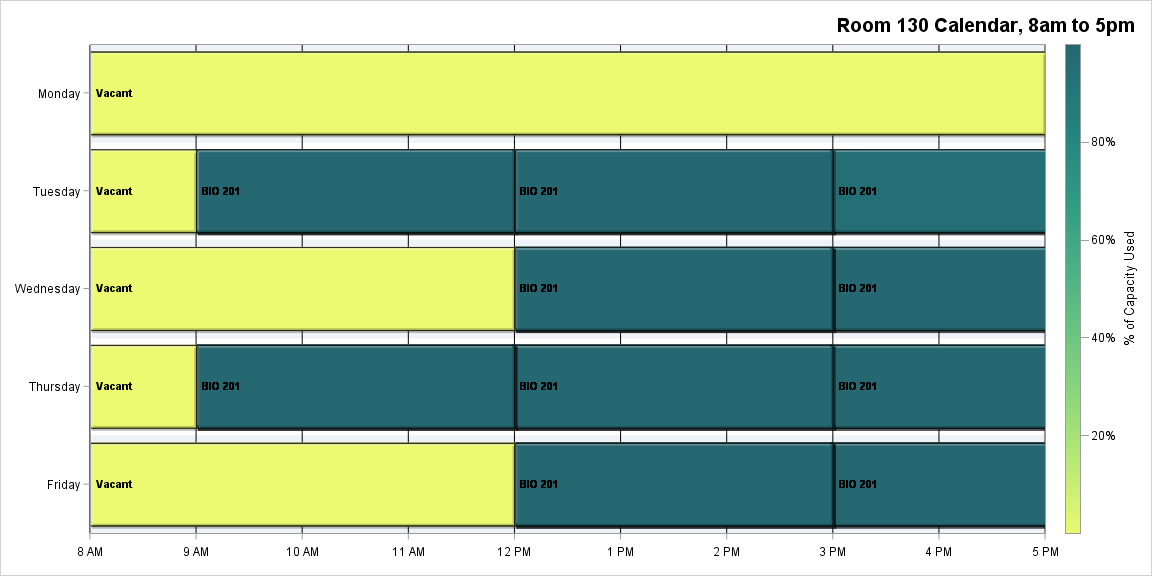 Room 130 Calendar, 8am to 5pm
Monday
Vacant
Tuesday
Vacant
BIO 201
BIO 201
BIO 201
Wednesday
Vacant
BIO 201
BIO 201
Thursday
Vacant
BIO 201
BIO 201
BIO 201
Friday
Vacant
BIO 201
BIO 201
8 AM
9 AM
10 AM
11 AM
12 PM
1 PM
2 PM
3 PM
4 PM
5 PM
80%
60%
40%
20%
% of Capacity Used